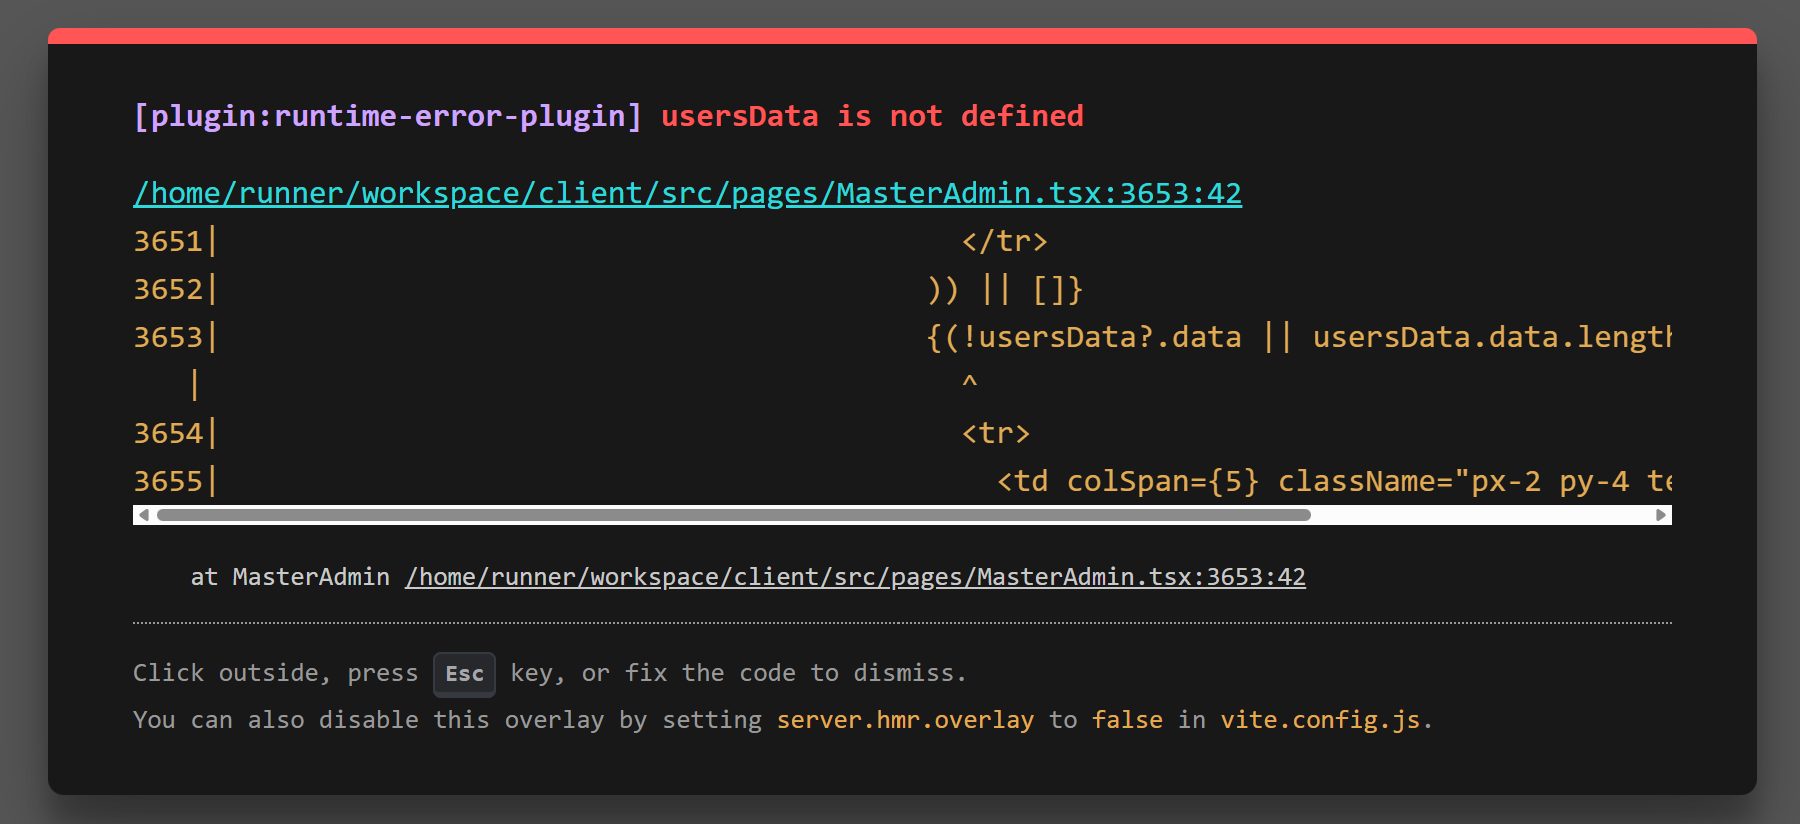 [plugin:runtime-error-plugin] usersData is not defined
/home/runner/workspace/client/src/pages/MasterAdmin.tsx:3653:42
3651|                                          </tr>
3652|                                        )) || []}
3653|                                        {(!usersData?.data || usersData.data.length
   |                                          ^
3654|                                          <tr>
3655|                                            <td colSpan={5} className="px-2 py-4 te
at MasterAdmin /home/runner/workspace/client/src/pages/MasterAdmin.tsx:3653:42
Click outside, press Esc key, or fix the code to dismiss.
You can also disable this overlay by setting server.hmr.overlay to false in vite.config.js.